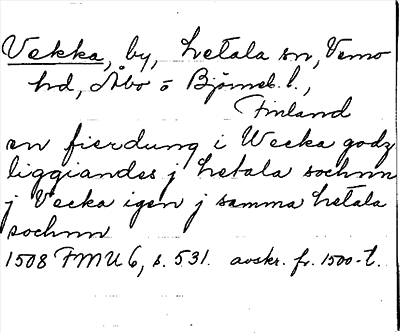 Vekka, by, Letala sn, Vemo
hd, Åbo o Björneb. l.,
Finland
en fierdung i Wecka godz
liggiandes j Letala sochnn
j Vecka igen j samma Letala
sochnn
1508 FMU 6, s. 531. avskr. fr. 1500-t.